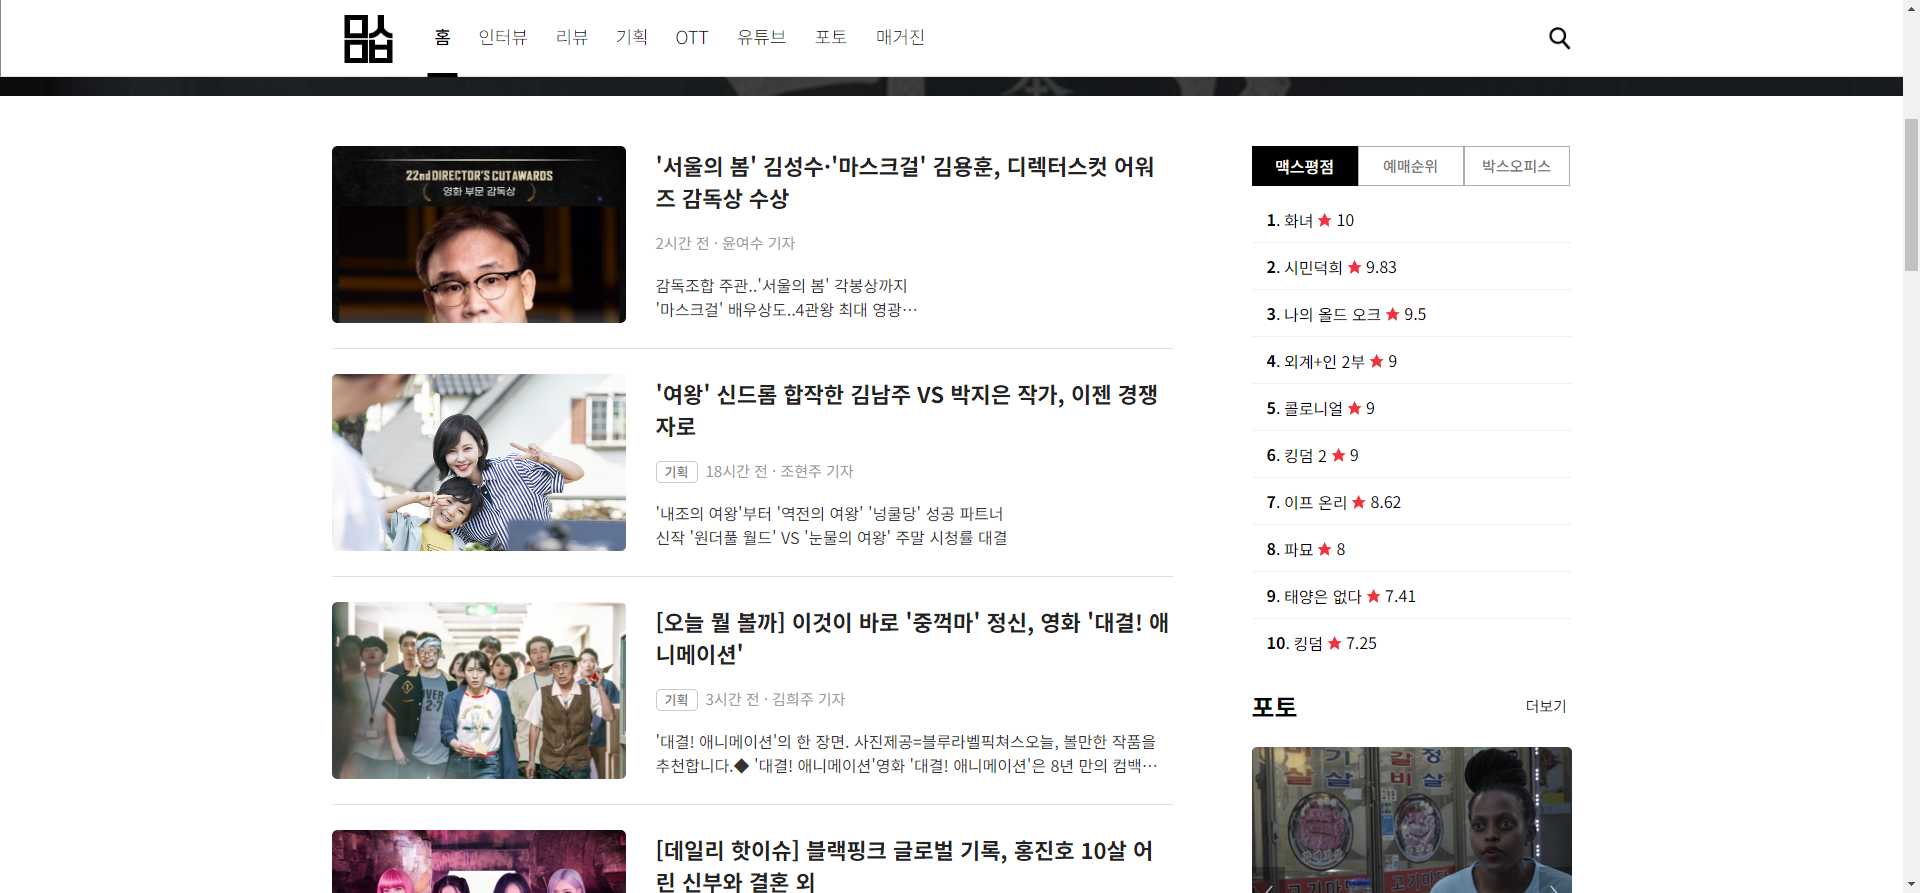 맥스무비
홈 인터뷰 리뷰 기획 OTT 유튜브 포토 매거진
22nd DIRECTOR'S CUT AWARDS
영화 부문 감독상
'서울의 봄' 김성수·'마스크걸' 김용훈, 디렉터스컷 어워
즈 감독상 수상
2시간 전 · 윤여수 기자
감독조합 주관..'서울의 봄' 각본상까지
'마스크걸' 배우상도..4관왕 최대 영광…
'여왕' 신드롬 합작한 김남주 VS 박지은 작가, 이젠 경쟁
자로
기획 18시간 전 · 조현주 기자
'내조의 여왕'부터 '역전의 여왕' '넝쿨당' 성공 파트너
신작 '원더풀 월드' VS '눈물의 여왕' 주말 시청률 대결
[오늘 뭘 볼까] 이것이 바로 '중꺽마' 정신, 영화 '대결! 애
니메이션'
기획 3시간 전 · 김희주 기자
'대결! 애니메이션'의 한 장면. 사진제공=블루라벨픽쳐스오늘, 볼만한 작품을
추천합니다.◆ '대결! 애니메이션'영화 '대결! 애니메이션'은 8년 만의 컴백…
[데일리 핫이슈] 블랙핑크 글로벌 기록, 홍진호 10살 어
린 신부와 결혼 외
맥스평점 예매순위 박스오피스
1. 화녀 ★ 10
2. 시민덕희 ★ 9.83
3. 나의 올드 오크 ★ 9.5
4. 외계+인 2부 ★ 9
5. 콜로니얼 ★ 9
6. 킹덤 2 ★ 9
7. 이프 온리 ★ 8.62
8. 파묘 ★ 8
9. 태양은 없다 ★ 7.41
10. 킹덤 ★ 7.25
포토 더보기